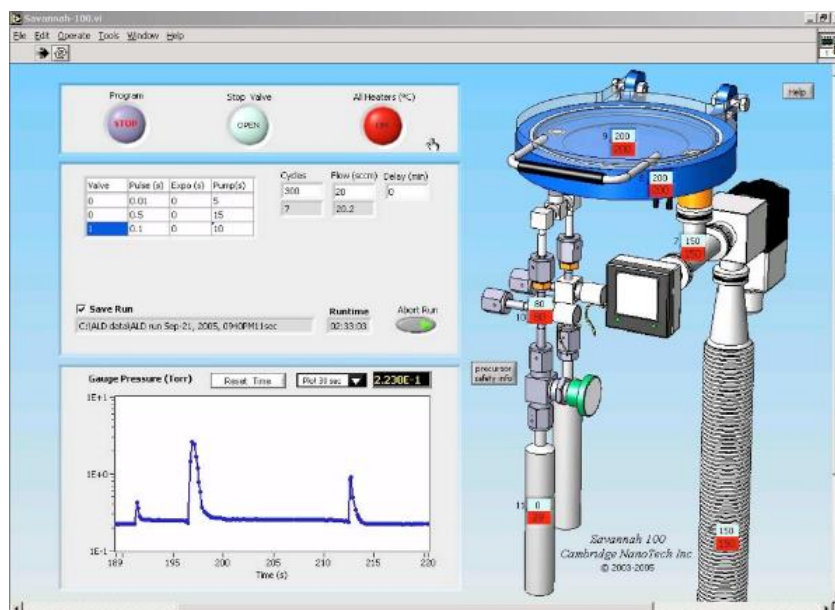 Savannah-100.vi
File Edit Operate Tools Window Help
Program Stop Valve All Heaters (ºC)
STOP OPEN ON
Help
Valve Pulse (s) Expo (s) Pump(s)
0 0.01 0 5
0 0.5 0 15
1 0.1 0 10
Cycles Flow (sccm) Delay (min)
300 20 0
7 20.2
Save Run
C:\ALD data\ALD run Sep-21, 2005, 0940PM11sec
Runtime
02:33:03
Abort Run
9 200
200
200
200
7 150
150
80
10 80
precursor
safety info
Gauge Pressure (Torr) Reset Time Plot 30 sec 2.230E-1
1E+1
1E+0
1E-1
189 195 200 205 210 215 220
Time (s)
11 0
150
150
Savannah 100
Cambridge NanoTech Inc
© 2003-2005